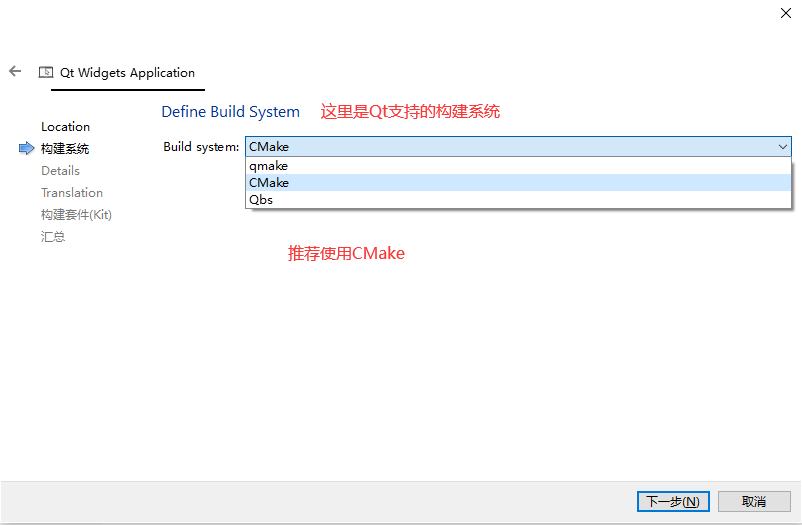 Qt Widgets Application
Define Build System 这里是Qt支持的构建系统
Location
构建系统
Details
Translation
构建套件(Kit)
汇总
Build system: CMake
qmake
CMake
Qbs
推荐使用CMake
下一步(N) 取消